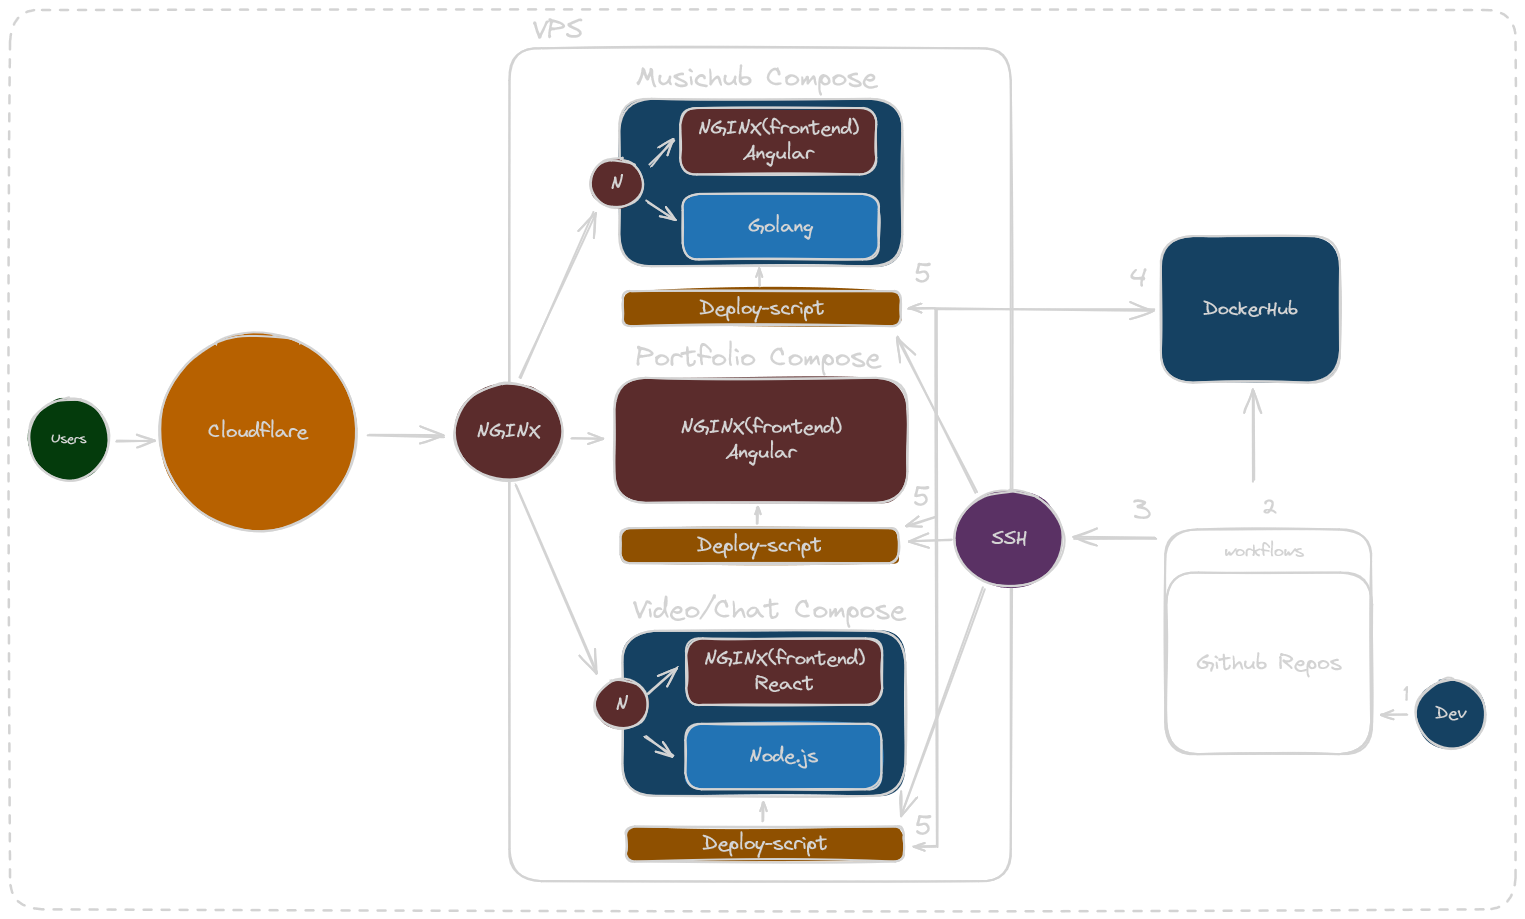 VPS
Musichub Compose
NGINX(frontend)
Angular
N
Golang
5
Deploy-script
4
DockerHub
Portfolio Compose
Users
Cloudflare
NGINX
NGINX(frontend)
Angular
5
Deploy-script
SSH
3
2
workflows
Github Repos
1
Dev
Video/Chat Compose
NGINX(frontend)
React
N
Node.js
5
Deploy-script